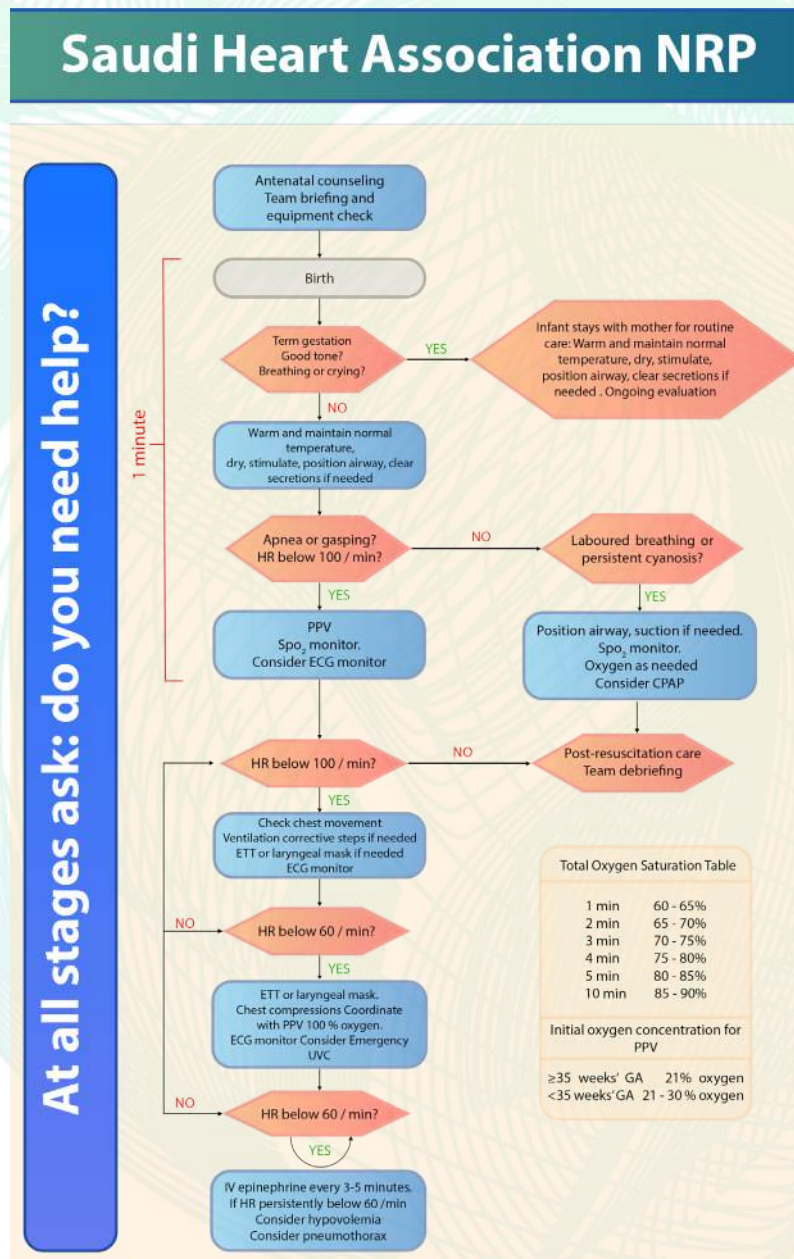 Saudi Heart Association NRP
At all stages ask: do you need help?
1 minute
Antenatal counseling
Team briefing and
equipment check
Birth
Term gestation
Good tone?
Breathing or crying?
YES
Infant stays with mother for routine
care: Warm and maintain normal
temperature, dry, stimulate,
position airway, clear secretions if
needed . Ongoing evaluation
NO
Warm and maintain normal
temperature,
dry, stimulate, position airway, clear
secretions if needed
Apnea or gasping?
HR below 100 / min?
NO
Laboured breathing or
persistent cyanosis?
YES
YES
PPV
Spo₂ monitor.
Consider ECG monitor
Position airway, suction if needed.
Spo₂ monitor.
Oxygen as needed
Consider CPAP
HR below 100 / min?
NO
Post-resuscitation care
Team debriefing
YES
Check chest movement
Ventilation corrective steps if needed
ETT or laryngeal mask if needed
ECG monitor
NO
HR below 60 / min?
YES
ETT or laryngeal mask.
Chest compressions Coordinate
with PPV 100 % oxygen.
ECG monitor Consider Emergency
UVC
NO
HR below 60 / min?
YES
IV epinephrine every 3-5 minutes.
If HR persistently below 60 /min
Consider hypovolemia
Consider pneumothorax
Total Oxygen Saturation Table
1 min 60 - 65%
2 min 65 - 70%
3 min 70 - 75%
4 min 75 - 80%
5 min 80 - 85%
10 min 85 - 90%
Initial oxygen concentration for
PPV
≥35 weeks' GA 21% oxygen
<35 weeks' GA 21 - 30 % oxygen